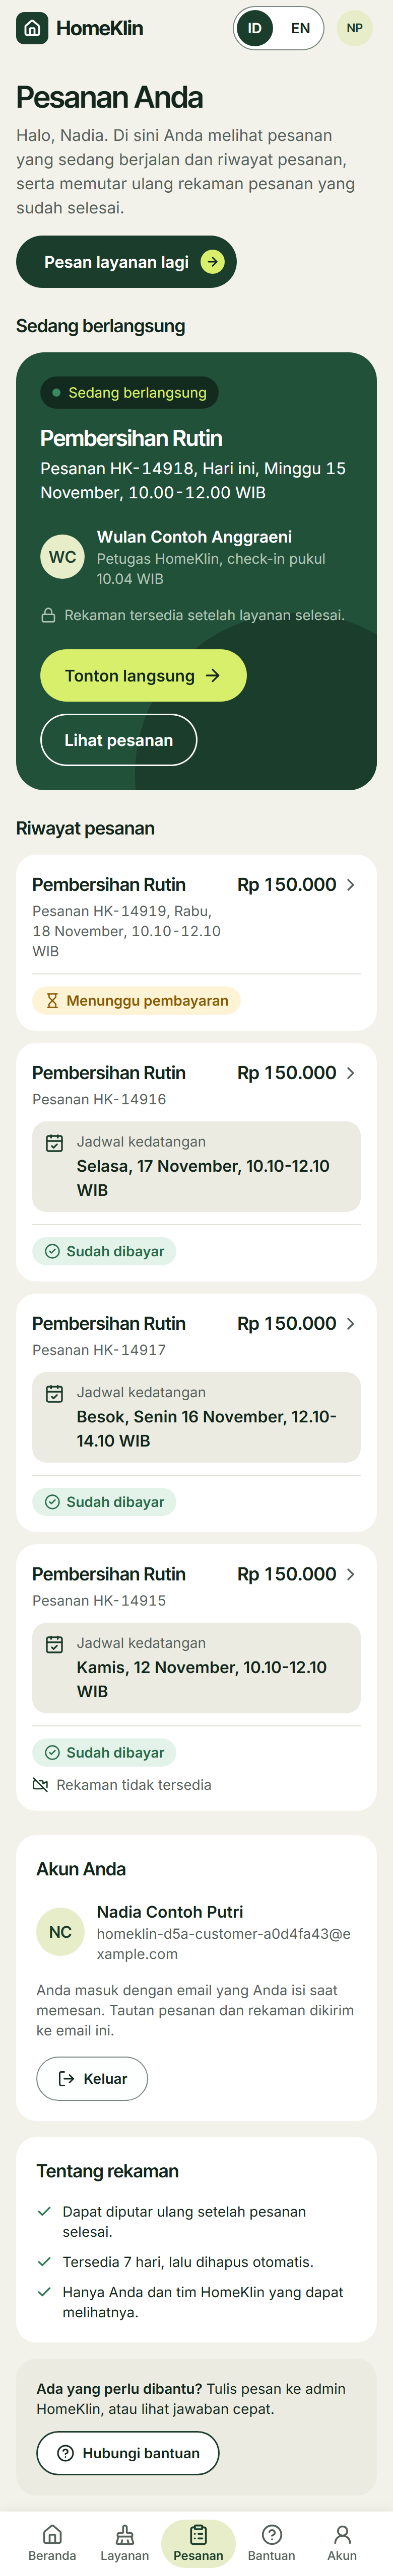 HomeKlin
ID EN NP
Pesanan Anda
Halo, Nadia. Di sini Anda melihat pesanan
yang sedang berjalan dan riwayat pesanan,
serta memutar ulang rekaman pesanan yang
sudah selesai.
Pesan layanan lagi
Sedang berlangsung
Sedang berlangsung
Pembersihan Rutin
Pesanan HK-14918, Hari ini, Minggu 15
November, 10.00-12.00 WIB
WC
Wulan Contoh Anggraeni
Petugas HomeKlin, check-in pukul
10.04 WIB
Rekaman tersedia setelah layanan selesai.
Tonton langsung
Lihat pesanan
Riwayat pesanan
Pembersihan Rutin Rp 150.000
Pesanan HK-14919, Rabu,
18 November, 10.10-12.10
WIB
Menunggu pembayaran
Pembersihan Rutin Rp 150.000
Pesanan HK-14916
Jadwal kedatangan
Selasa, 17 November, 10.10-12.10
WIB
Sudah dibayar
Pembersihan Rutin Rp 150.000
Pesanan HK-14917
Jadwal kedatangan
Besok, Senin 16 November, 12.10-
14.10 WIB
Sudah dibayar
Pembersihan Rutin Rp 150.000
Pesanan HK-14915
Jadwal kedatangan
Kamis, 12 November, 10.10-12.10
WIB
Sudah dibayar
Rekaman tidak tersedia
Akun Anda
NC
Nadia Contoh Putri
homeklin-d5a-customer-a0d4fa43@e
xample.com
Anda masuk dengan email yang Anda isi saat
memesan. Tautan pesanan dan rekaman dikirim
ke email ini.
Keluar
Tentang rekaman
Dapat diputar ulang setelah pesanan
selesai.
Tersedia 7 hari, lalu dihapus otomatis.
Hanya Anda dan tim HomeKlin yang dapat
melihatnya.
Ada yang perlu dibantu? Tulis pesan ke admin
HomeKlin, atau lihat jawaban cepat.
Hubungi bantuan
Beranda Layanan Pesanan Bantuan Akun